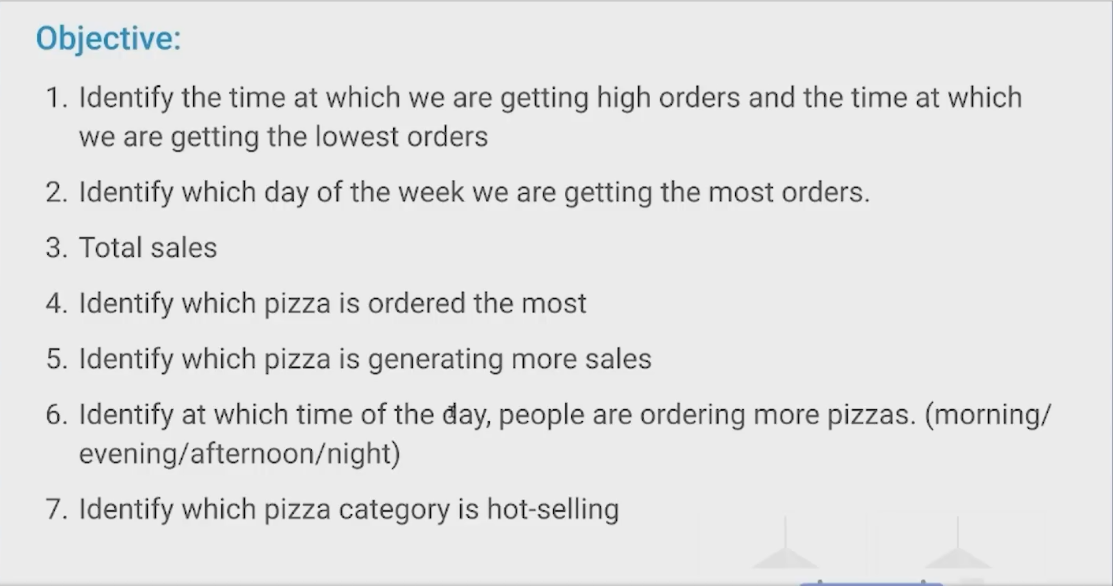 Objective:
1. Identify the time at which we are getting high orders and the time at which
we are getting the lowest orders
2. Identify which day of the week we are getting the most orders.
3. Total sales
4. Identify which pizza is ordered the most
5. Identify which pizza is generating more sales
6. Identify at which time of the day, people are ordering more pizzas. (morning/
evening/afternoon/night)
7. Identify which pizza category is hot-selling